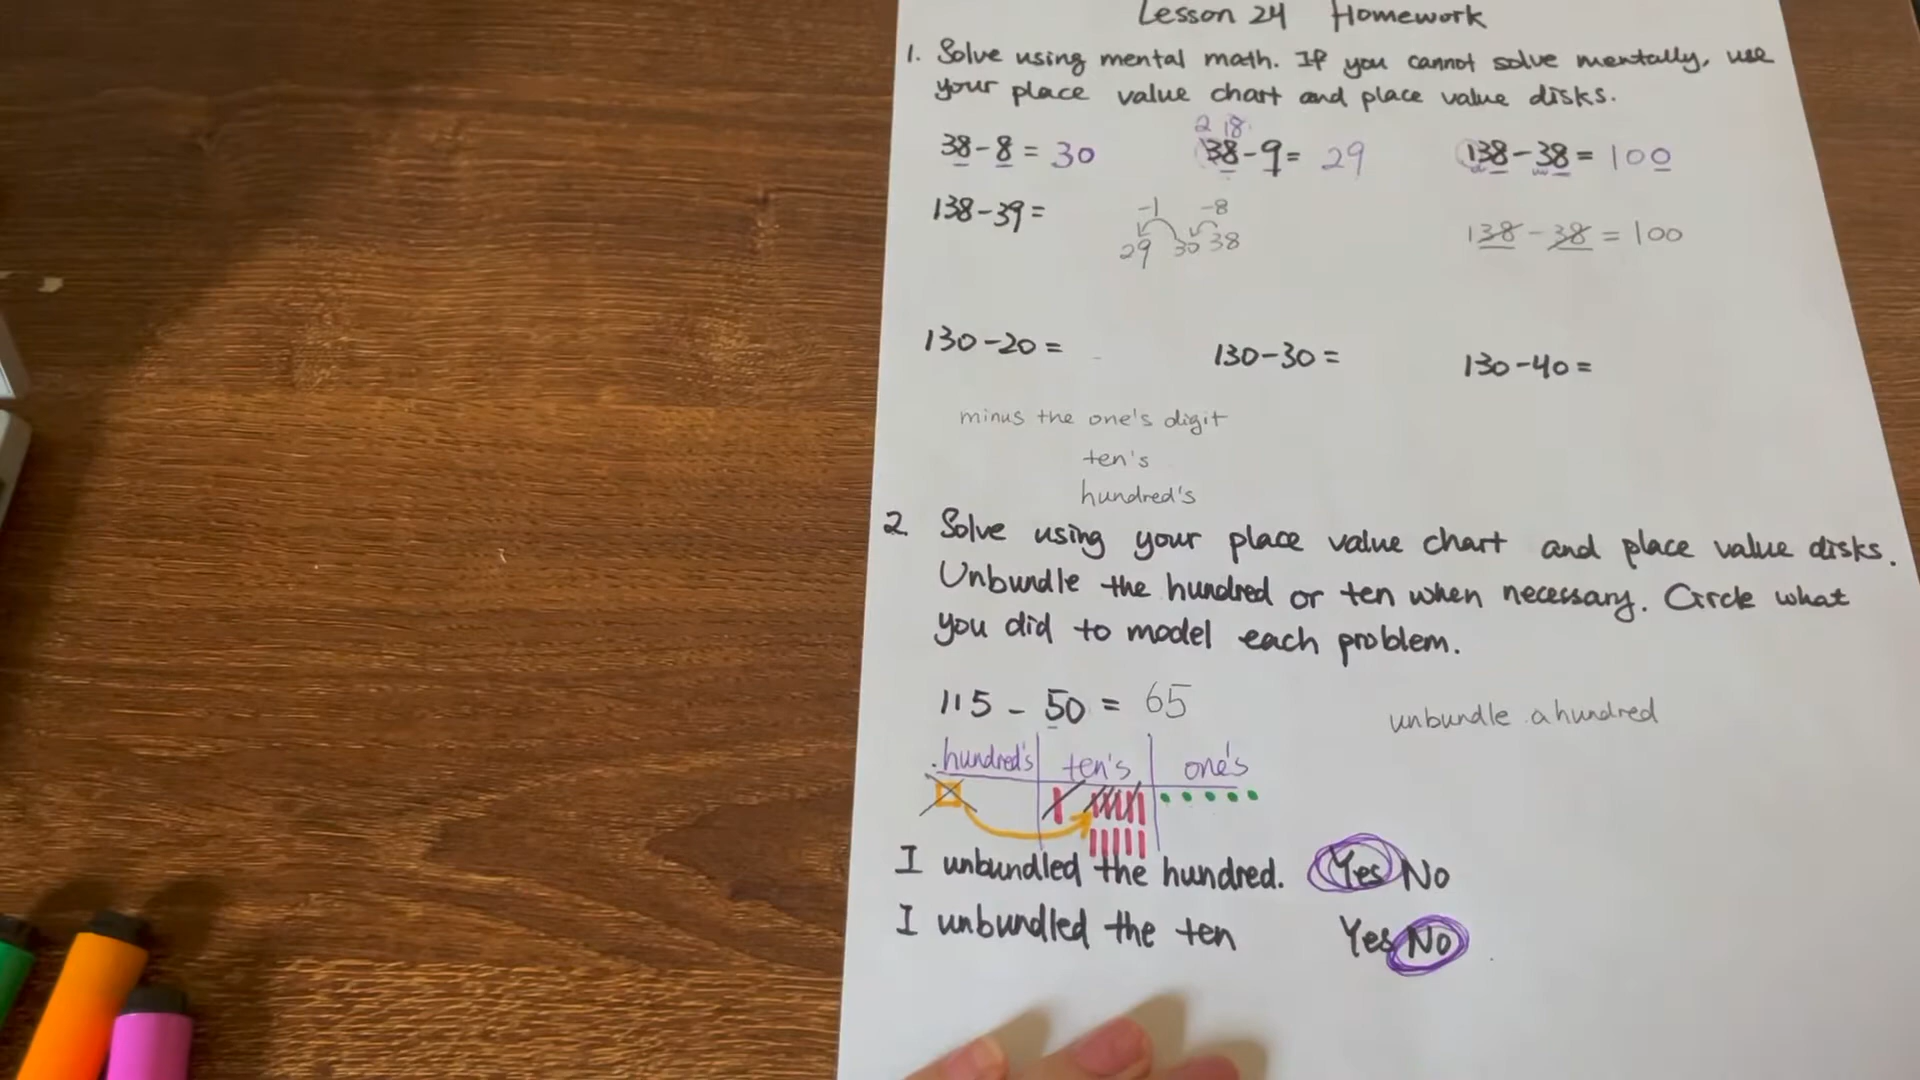 Lesson 24 Homework
1. Solve using mental math. If you cannot solve mentally, use
your place value chart and place value disks.
2 18
38-8 = 30 38-9= 29 138-38= 100
138-39=
-1 -8
29 30 38
138-38 = 100
130-20= 130-30= 130-40=
minus the one's digit
ten's
hundred's
2 Solve using your place value chart and place value disks.
Unbundle the hundred or ten when necessary. Circle what
you did to model each problem.
115 - 50 = 65
unbundle a hundred
hundred's ten's one's
I unbundled the hundred. Yes No
I unbundled the ten Yes No